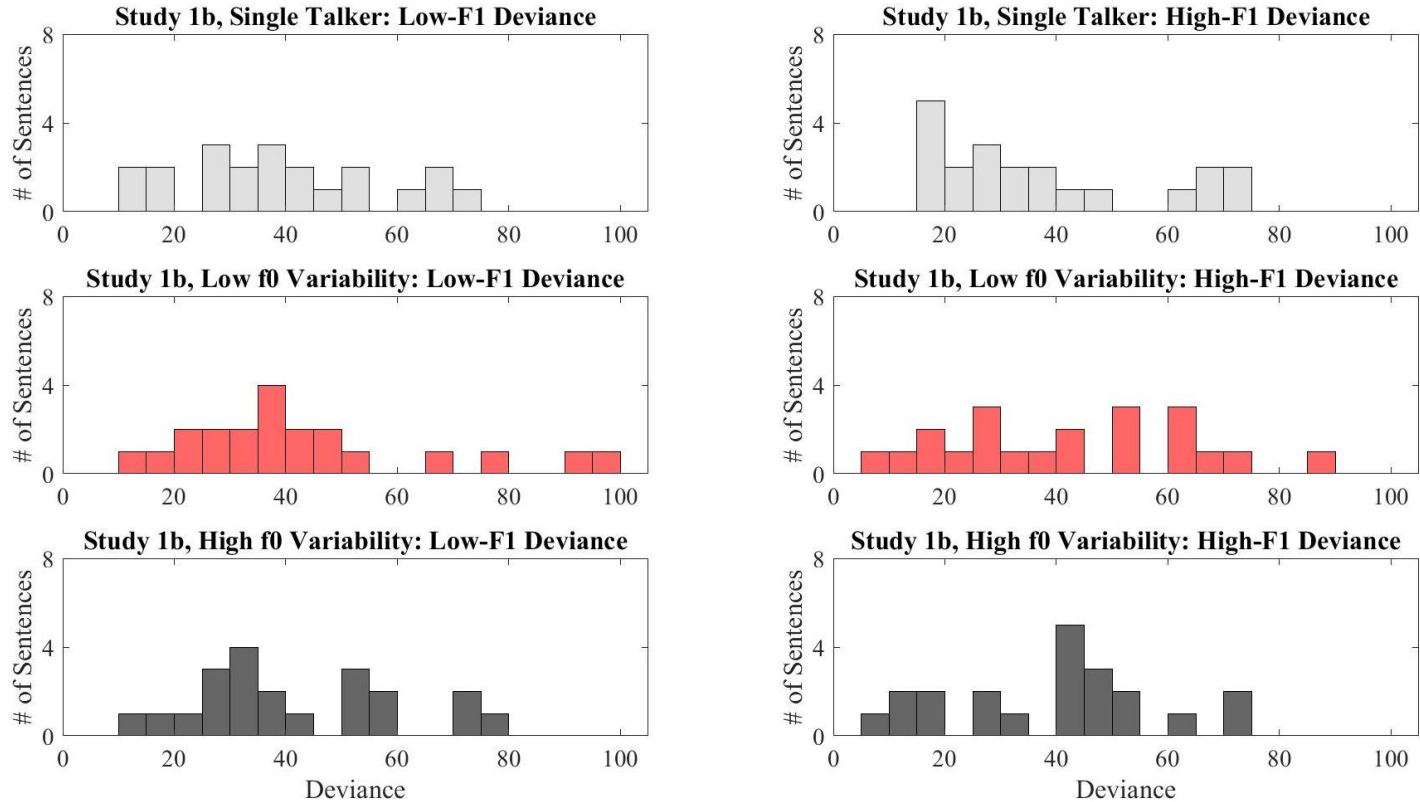 Study 1b, Single Talker: Low-F1 Deviance
8
4
0
# of Sentences
0 20 40 60 80 100
Study 1b, Single Talker: High-F1 Deviance
8
4
0
# of Sentences
0 20 40 60 80 100
Study 1b, Low f0 Variability: Low-F1 Deviance
8
4
0
# of Sentences
0 20 40 60 80 100
Study 1b, Low f0 Variability: High-F1 Deviance
8
4
0
# of Sentences
0 20 40 60 80 100
Study 1b, High f0 Variability: Low-F1 Deviance
8
4
0
# of Sentences
0 20 40 60 80 100
Deviance
Study 1b, High f0 Variability: High-F1 Deviance
8
4
0
# of Sentences
0 20 40 60 80 100
Deviance